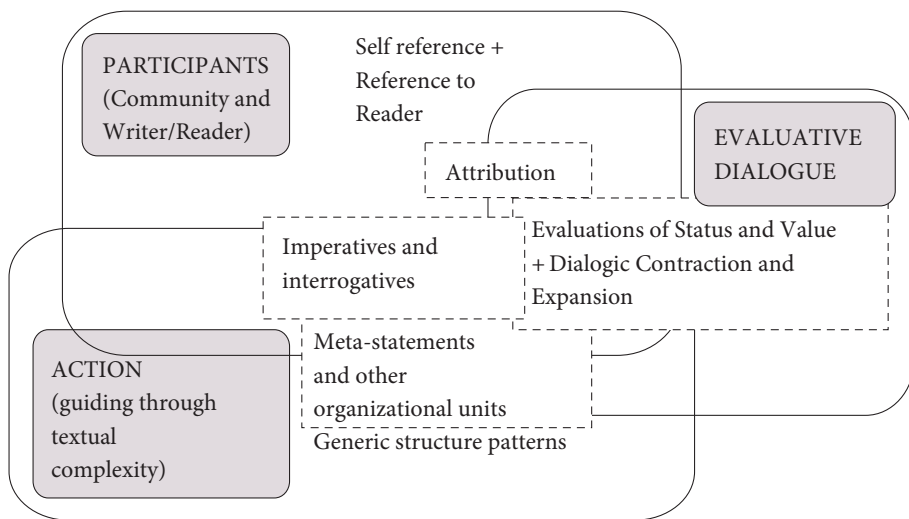 PARTICIPANTS
(Community and
Writer/Reader)
Self reference +
Reference to
Reader
EVALUATIVE
DIALOGUE
Attribution
Imperatives and
interrogatives
Evaluations of Status and Value
+ Dialogic Contraction and
Expansion
ACTION
(guiding through
textual
complexity)
Meta-statements
and other
organizational units
Generic structure patterns